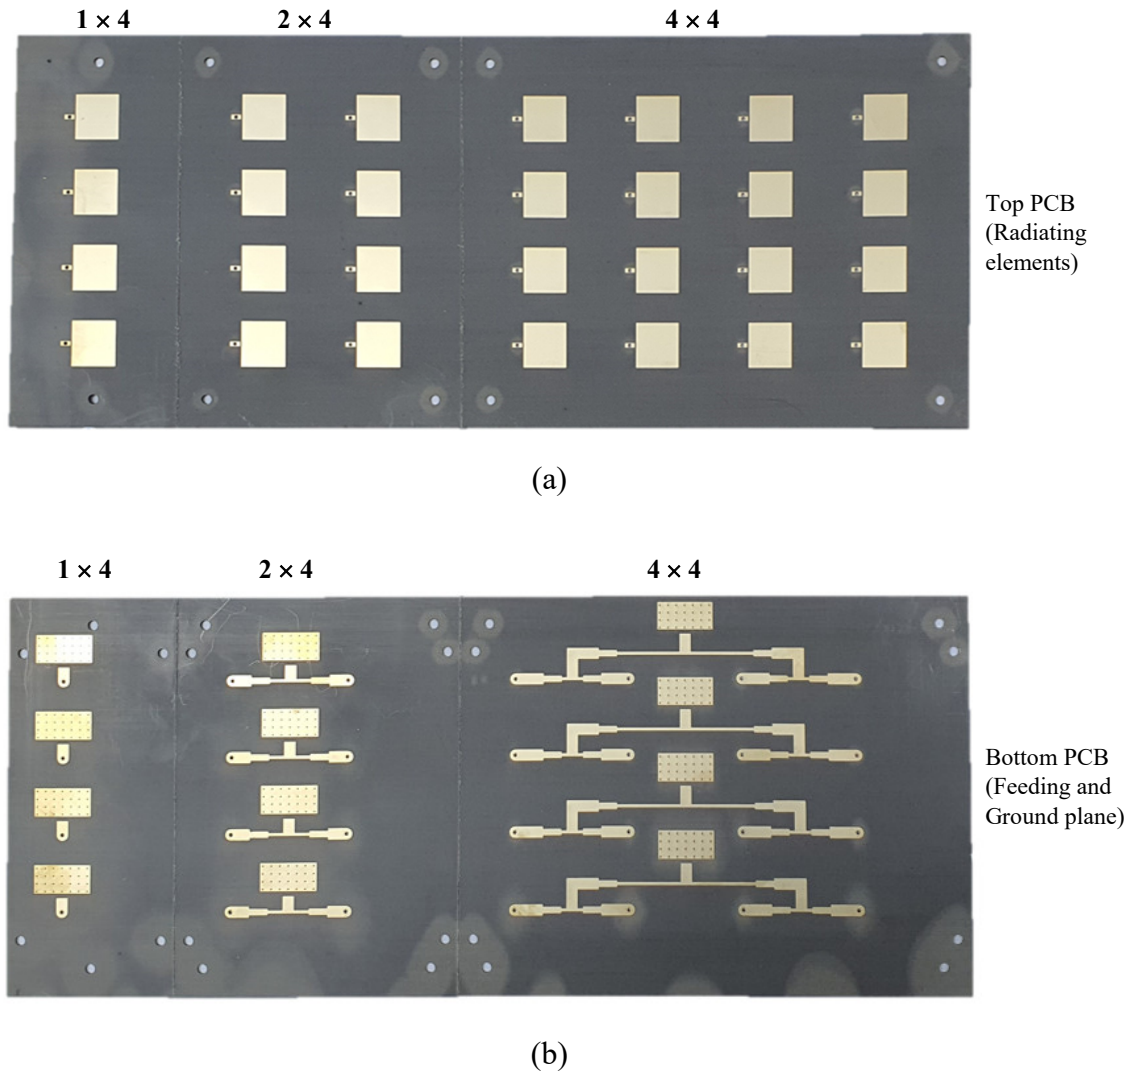 1 × 4
2 × 4
4 × 4
Top PCB
(Radiating
elements)
(a)
1 × 4
2 × 4
4 × 4
Bottom PCB
(Feeding and
Ground plane)
(b)